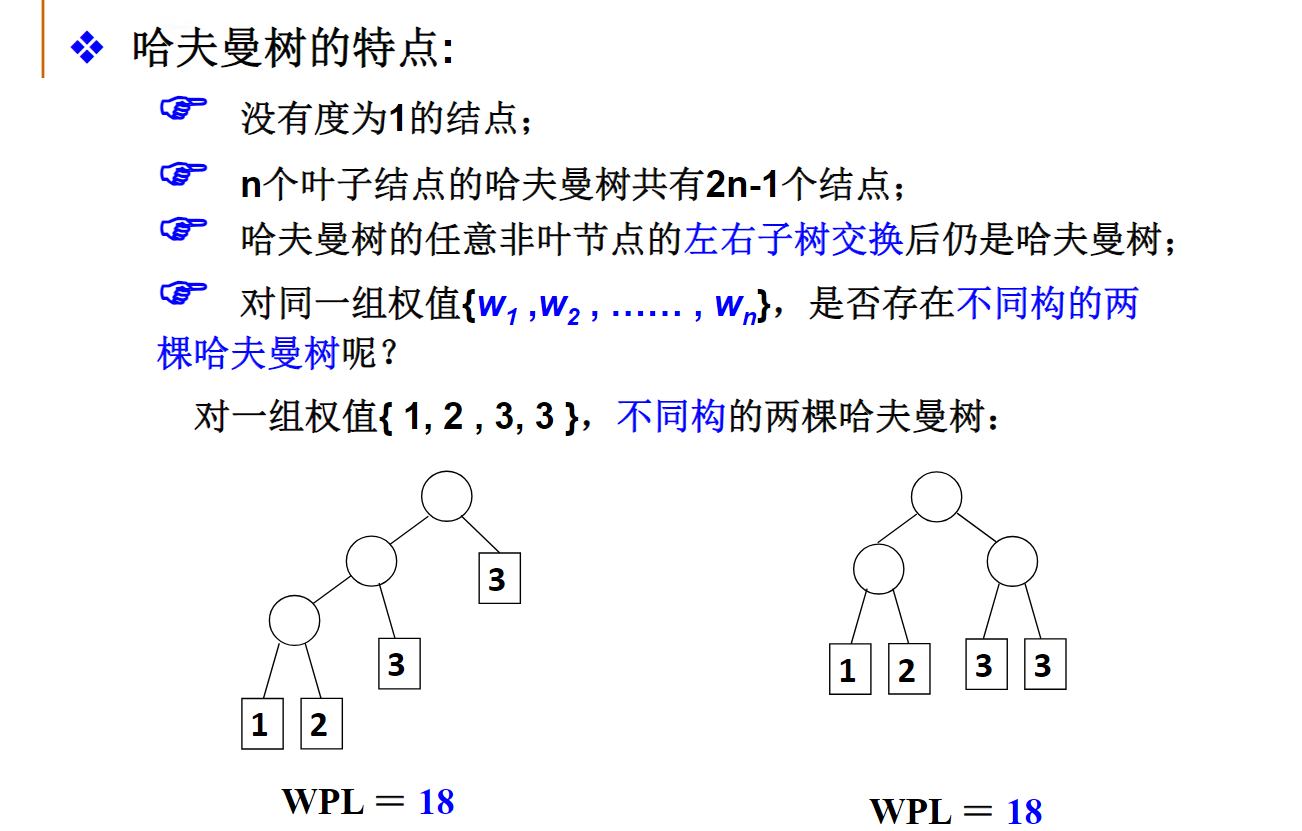 哈夫曼树的特点:
没有度为1的结点；
n个叶子结点的哈夫曼树共有2n-1个结点；
哈夫曼树的任意非叶节点的左右子树交换后仍是哈夫曼树；
对同一组权值{w1 ,w2 , …… , wn}，是否存在不同构的两
棵哈夫曼树呢？
对一组权值{ 1, 2 , 3, 3 }，不同构的两棵哈夫曼树：
3
3
1 2
WPL ＝ 18
1 2 3 3
WPL ＝ 18